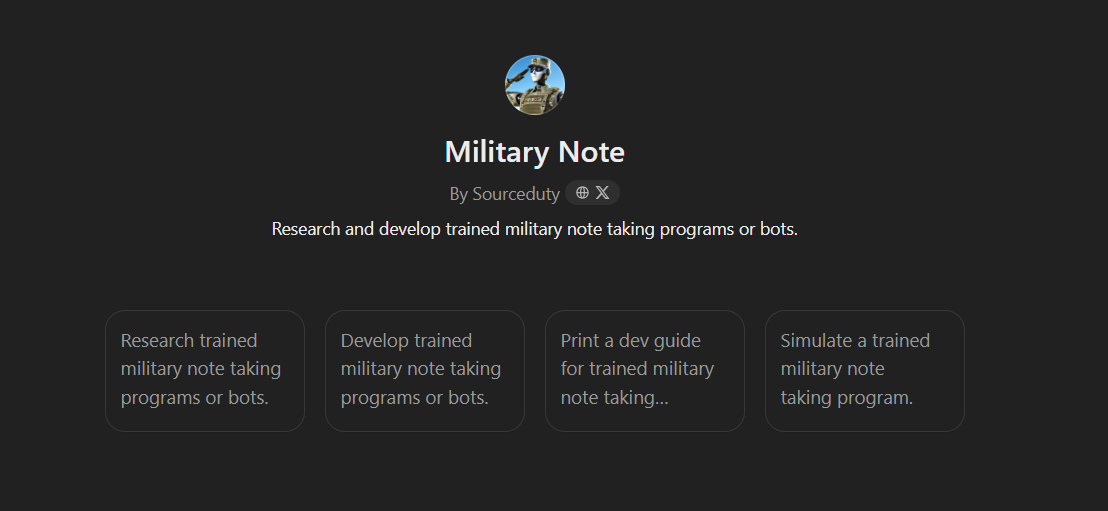 Military Note
By Sourceduty
Research and develop trained military note taking programs or bots.
Research trained
military note taking
programs or bots.
Develop trained
military note taking
programs or bots.
Print a dev guide
for trained military
note taking...
Simulate a trained
military note
taking program.